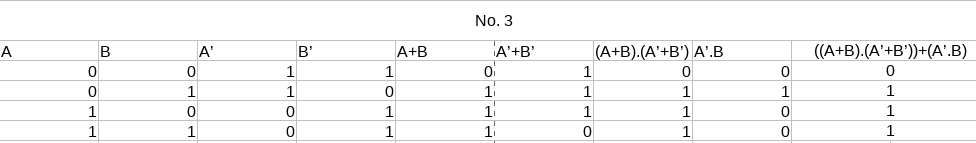 No. 3
A B A’ B’ A+B A’+B’ (A+B).(A’+B’) A’.B ((A+B).(A’+B’))+(A’.B)
0 0 1 1 0 1 0 0 0
0 1 1 0 1 1 1 1 1
1 0 0 1 1 1 1 0 1
1 1 0 1 1 0 1 0 1